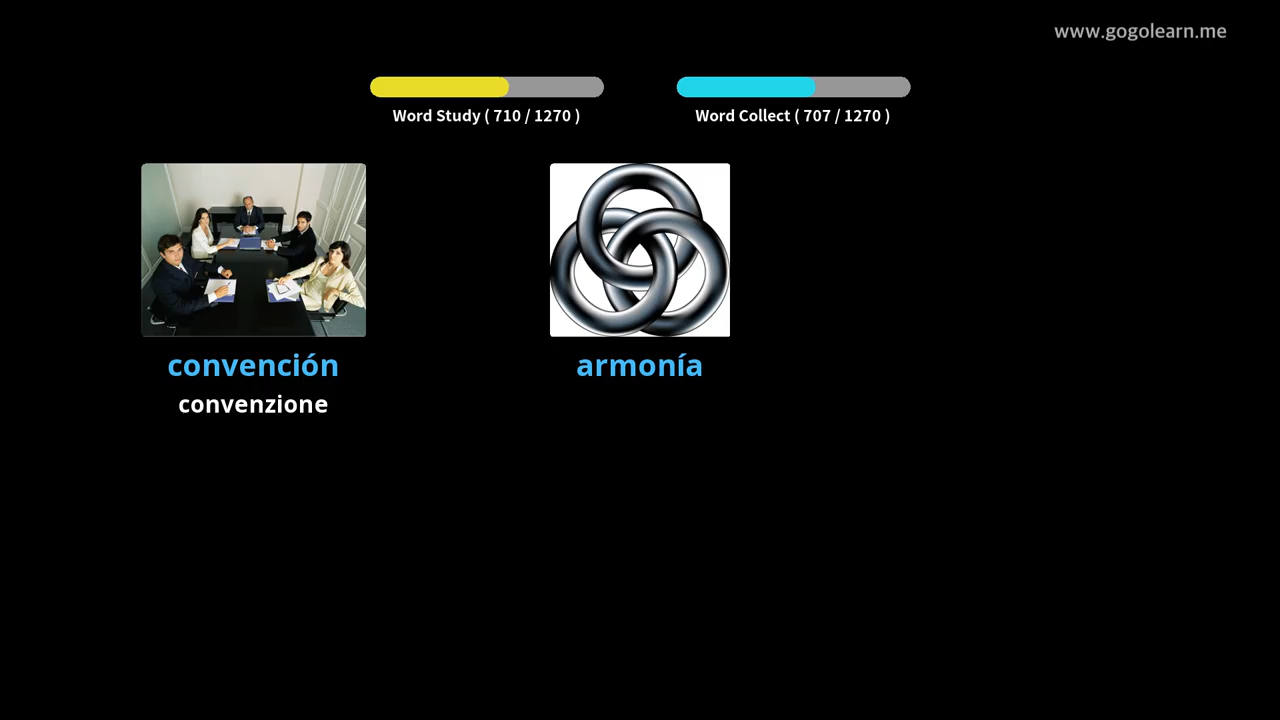 www.gogolearn.me
Word Study ( 710 / 1270 )
Word Collect ( 707 / 1270 )
convención
convenzione
armonía